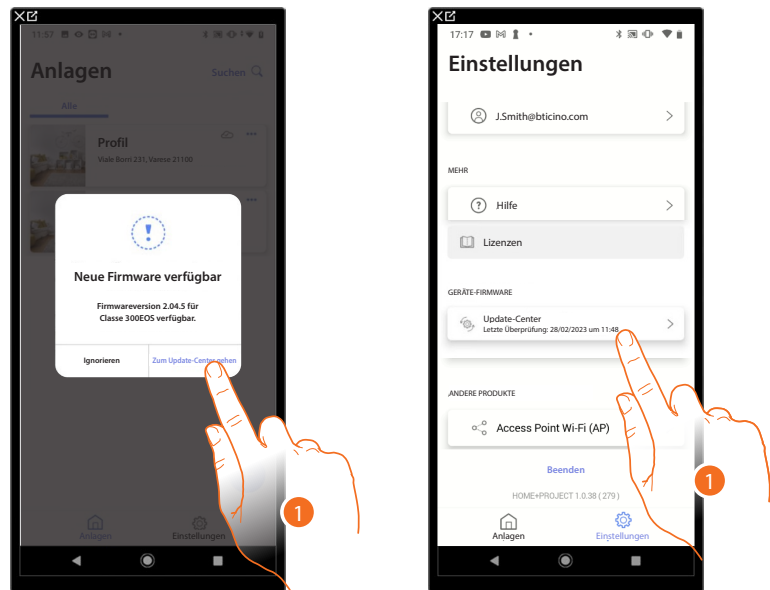 11:57
Anlagen
Suchen
Alle
Profil
Viale Borri 231, Varese 21100
Neue Firmware verfügbar
Firmwareversion 2.04.5 für
Classe 300EOS verfügbar.
Ignorieren
Zum Update-Center gehen
Anlagen
Einstellungen
1
17:17
Einstellungen
J.Smith@bticino.com
MEHR
Hilfe
Lizenzen
GERÄTE-FIRMWARE
Update-Center
Letzte Überprüfung: 28/02/2023 um 11:48
ANDERE PRODUKTE
Access Point Wi-Fi (AP)
Beenden
HOME+PROJECT 1.0.38 ( 279 )
Anlagen
Einstellungen
1